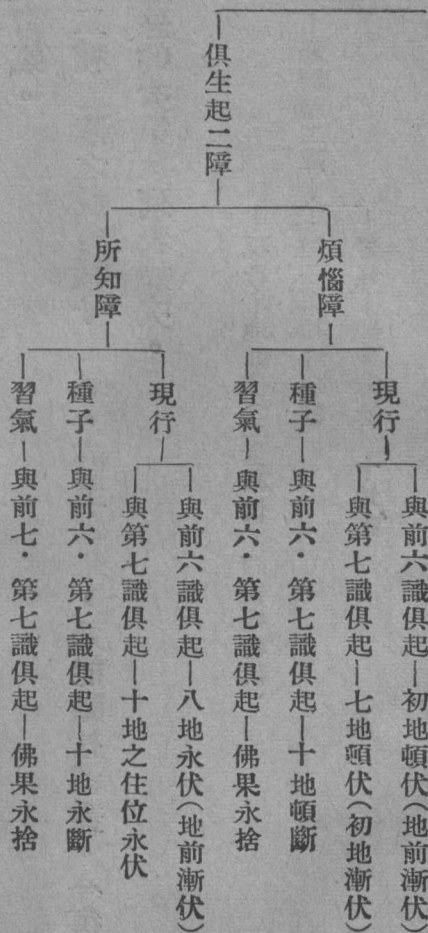 俱生起二障
煩惱障
現行
與前六識俱起—初地頓伏(地前漸伏)
與第七識俱起—七地頓伏(初地漸伏)
種子—與前六·第七識俱起—十地頓斷
習氣—與前六·第七識俱起—佛果永捨
所知障
現行
與前六識俱起—八地永伏(地前漸伏)
與第七識俱起—十地之住位永伏
種子—與前六·第七識俱起—十地永斷
習氣—與前七·第七識俱起—佛果永捨